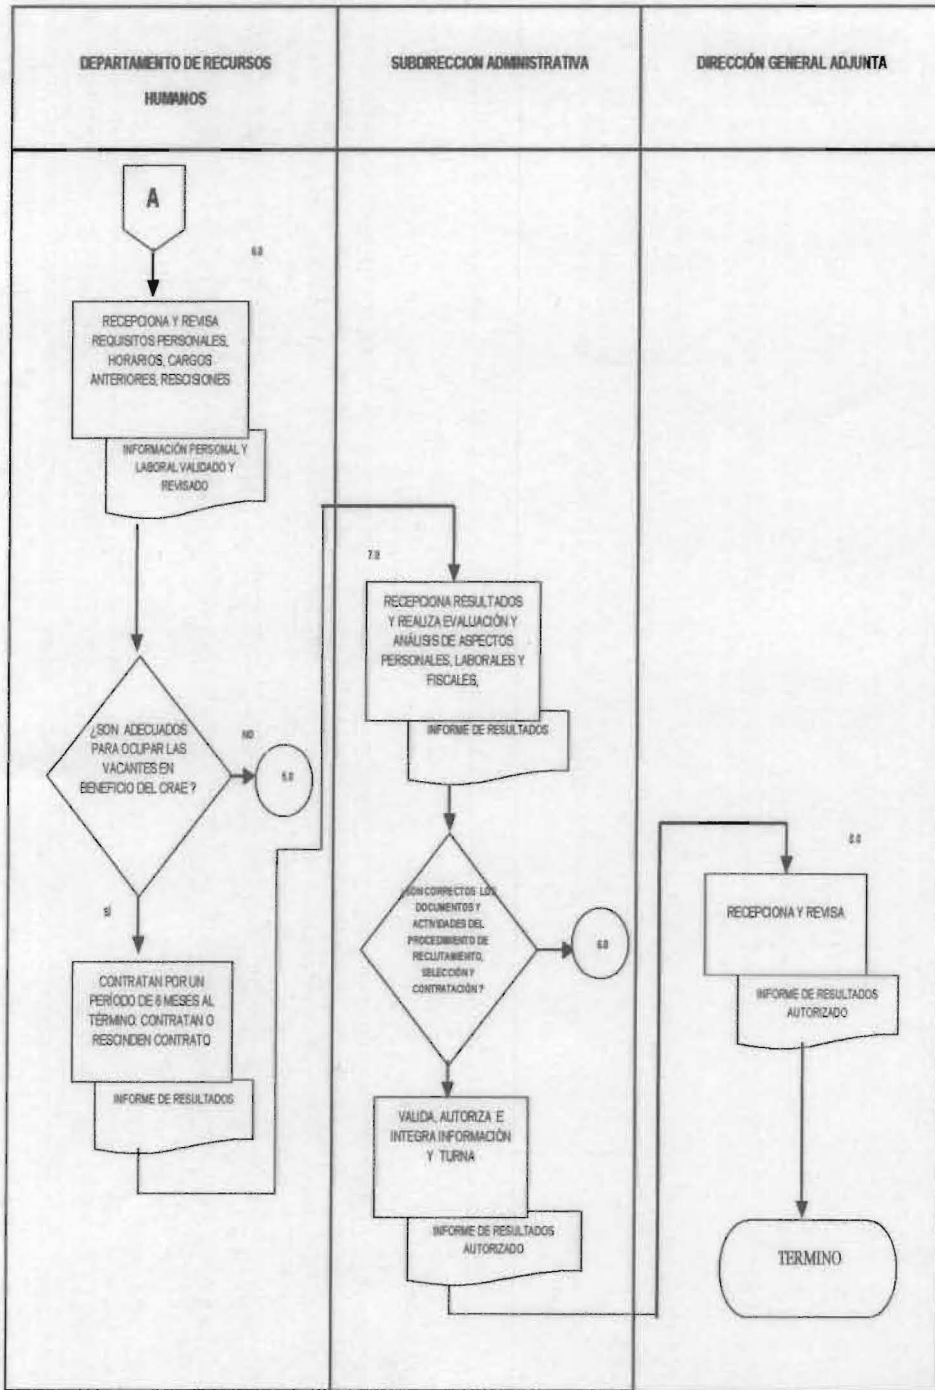 DEPARTAMENTO DE RECURSOS
HUMANOS
SUBDIRECCION ADMINISTRATIVA
DIRECCIÓN GENERAL ADJUNTA
A
6.0
RECEPCIONA Y REVISA
REQUISITOS PERSONALES,
HORARIOS, CARGOS
ANTERIORES, RESCISIONES
INFORMACIÓN PERSONAL Y
LABORAL VALIDADO Y
REVISADO
¿SON ADECUADOS
PARA OCUPAR LAS
VACANTES EN
BENEFICIO DEL CRAE ?
NO
5.0
SÍ
CONTRATAN POR UN
PERÍODO DE 6 MESES AL
TÉRMINO. CONTRATAN O
RESCINDEN CONTRATO
INFORME DE RESULTADOS
7.0
RECEPCIONA RESULTADOS
Y REALIZA EVALUACIÓN Y
ANÁLISIS DE ASPECTOS
PERSONALES, LABORALES Y
FISCALES,
INFORME DE RESULTADOS
¿SON CORRECTOS LOS
DOCUMENTOS Y
ACTIVIDADES DEL
PROCEDIMIENTO DE
RECLUTAMIENTO,
SELECCIÓN Y
CONTRATACIÓN ?
6.0
VALIDA, AUTORIZA E
INTEGRA INFORMACIÓN
Y TURNA
INFORME DE RESULTADOS
AUTORIZADO
8.0
RECEPCIONA Y REVISA
INFORME DE RESULTADOS
AUTORIZADO
TERMINO